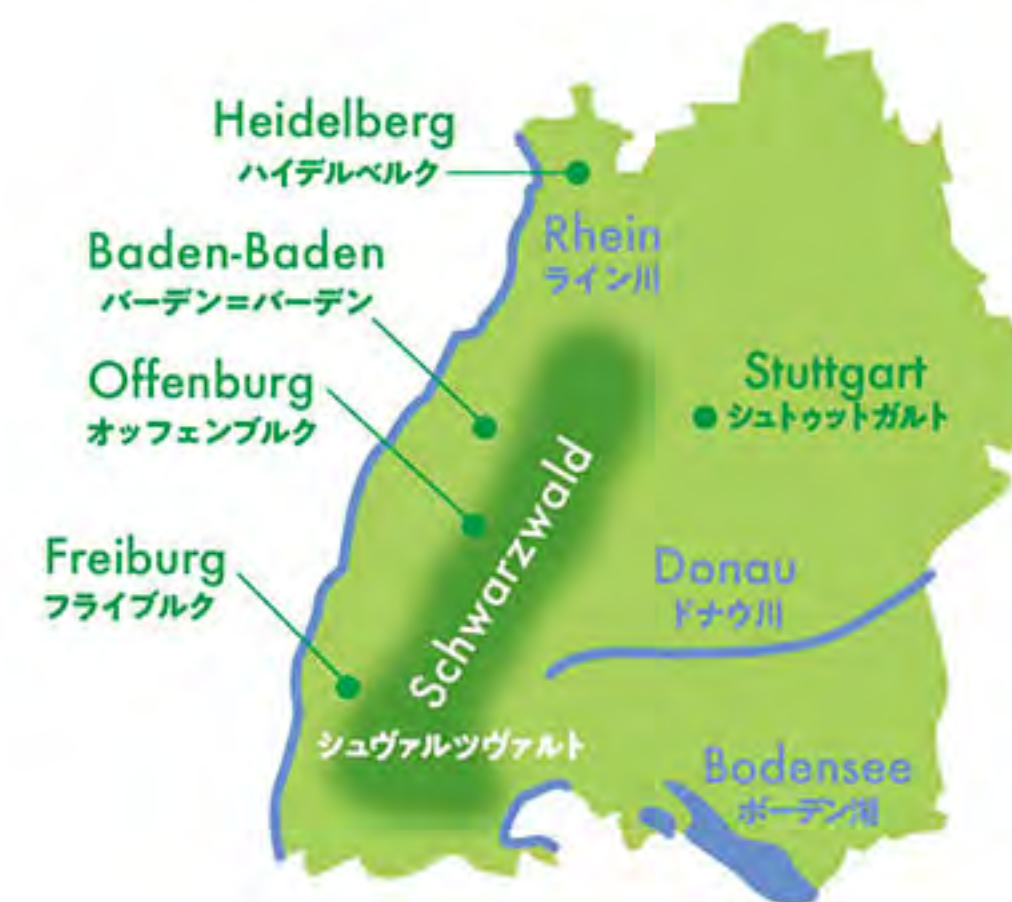 Heidelberg
ハイデルベルク
Rhein
ライン川
Baden-Baden
バーデン=バーデン
Offenburg
オッフェンブルク
Stuttgart
シュトゥットガルト
Freiburg
フライブルク
Schwarzwald
シュヴァルツヴァルト
Donau
ドナウ川
Bodensee
ボーデン湖